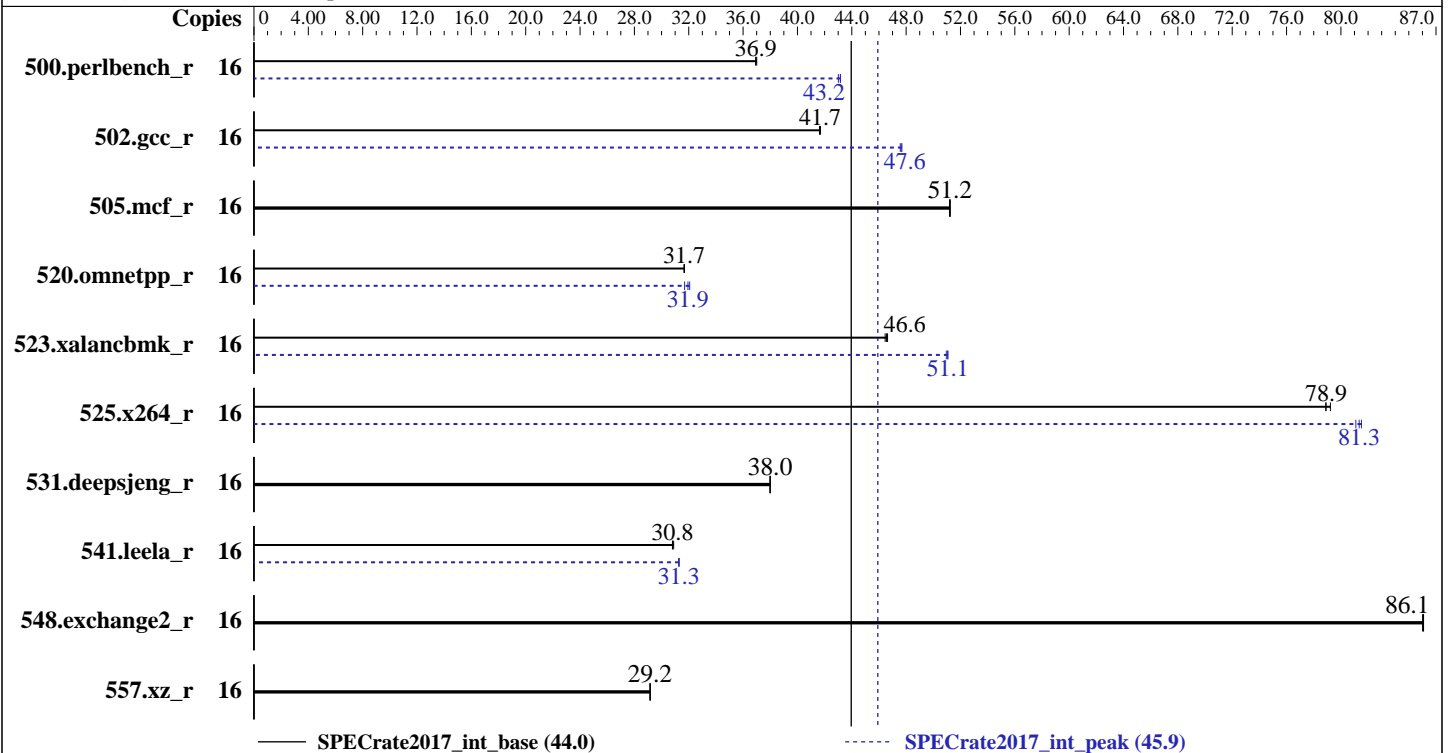 Copies 0 4.00 8.00 12.0 16.0 20.0 24.0 28.0 32.0 36.0 40.0 44.0 48.0 52.0 56.0 60.0 64.0 68.0 72.0 76.0 80.0 87.0
36.9
500.perlbench_r 16
43.2
41.7
502.gcc_r 16
47.6
51.2
505.mcf_r 16
31.7
520.omnetpp_r 16
31.9
46.6
523.xalancbmk_r 16
51.1
78.9
525.x264_r 16
81.3
38.0
531.deepsjeng_r 16
30.8
541.leela_r 16
31.3
86.1
548.exchange2_r 16
29.2
557.xz_r 16
SPECrate2017_int_base (44.0) SPECrate2017_int_peak (45.9)